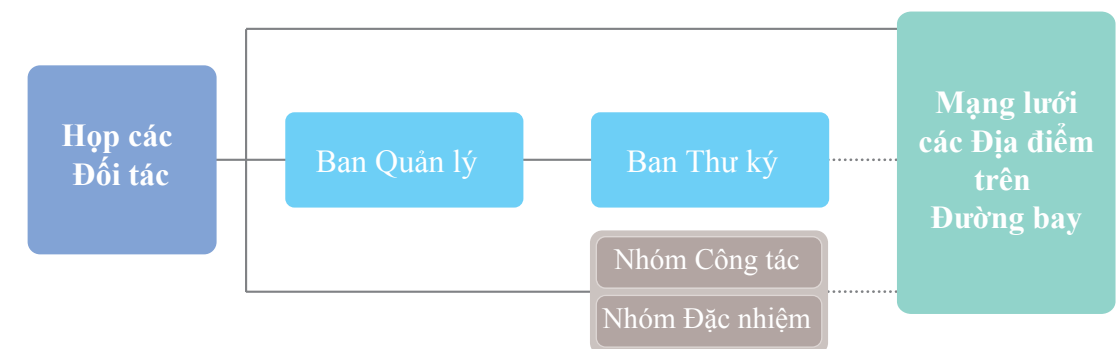 Họp các
Đối tác
Ban Quản lý
Ban Thư ký
Nhóm Công tác
Nhóm Đặc nhiệm
Mạng lưới
các Địa điểm
trên
Đường bay